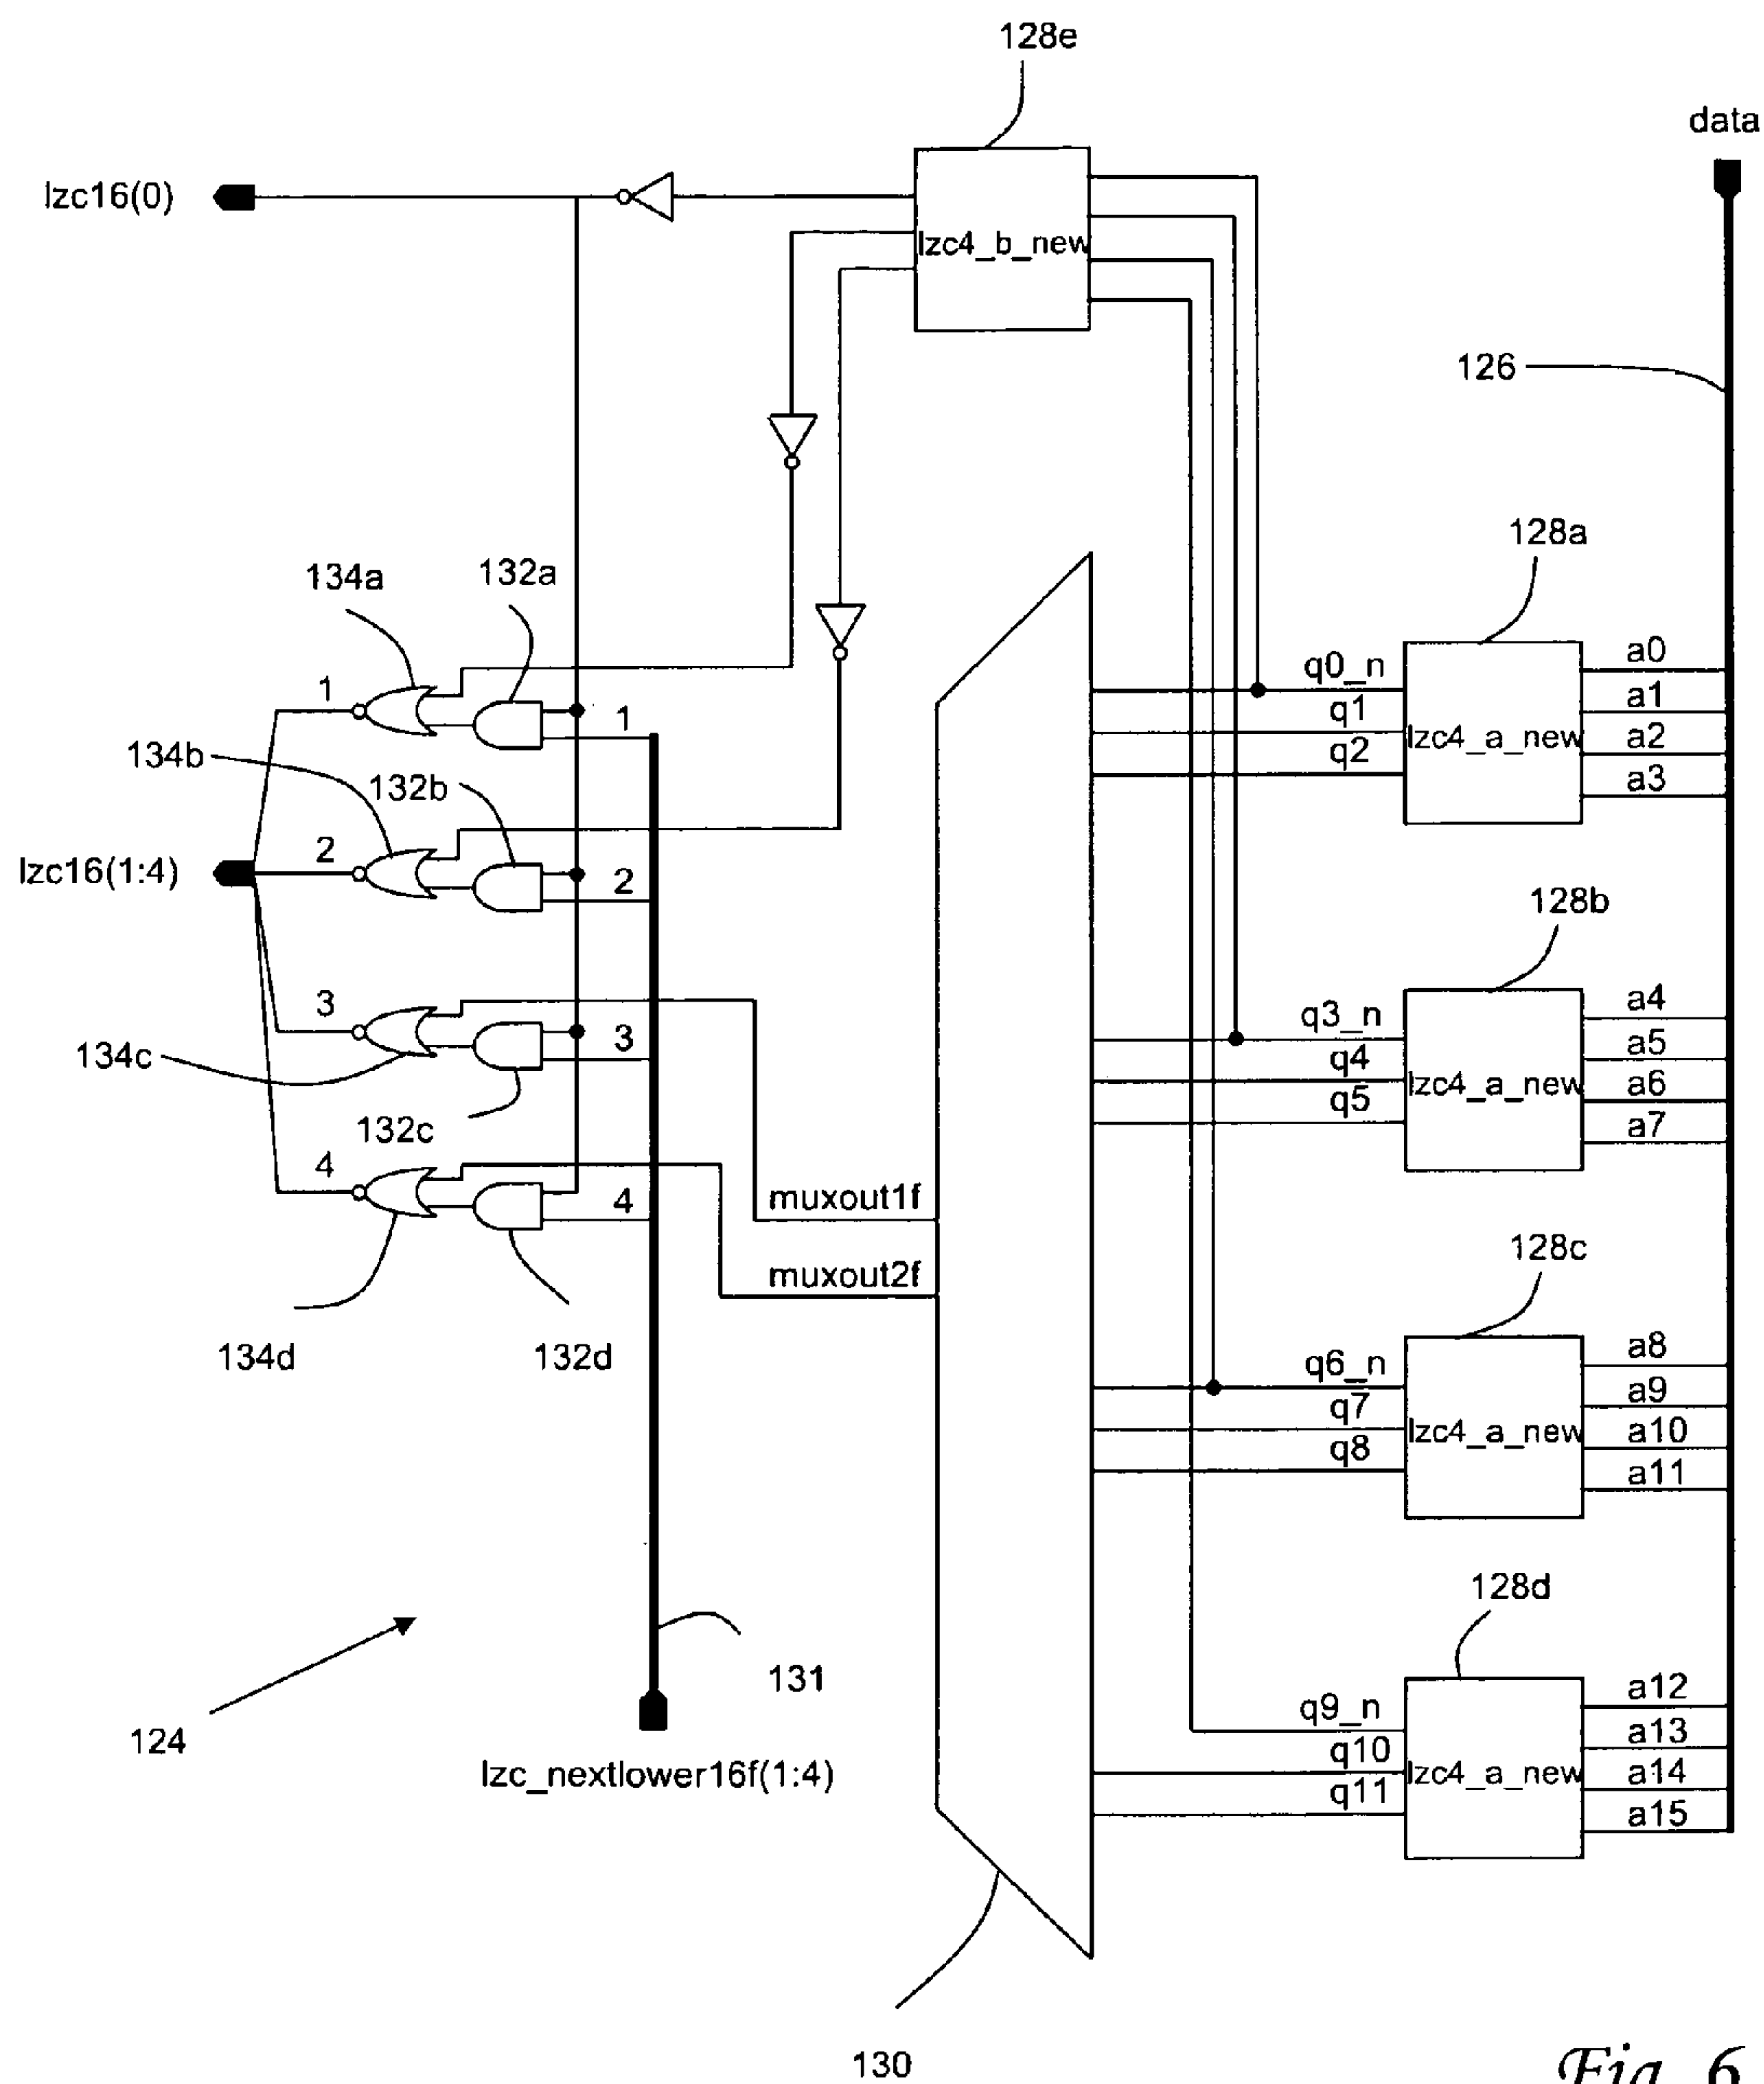 128e
data
lzc16(0)
lzc4_b_new
126
128a
134a
132a
1
1
q0_n
q1
q2
lzc4_a_new
a0
a1
a2
a3
134b
132b
lzc16(1:4)
2
2
128b
3
3
134c
132c
q3_n
q4
q5
lzc4_a_new
a4
a5
a6
a7
4
4
muxout1f
muxout2f
134d
132d
128c
q6_n
q7
q8
lzc4_a_new
a8
a9
a10
a11
128d
131
124
lzc_nextlower16f(1:4)
q9_n
q10
q11
lzc4_a_new
a12
a13
a14
a15
130
Fig. 6